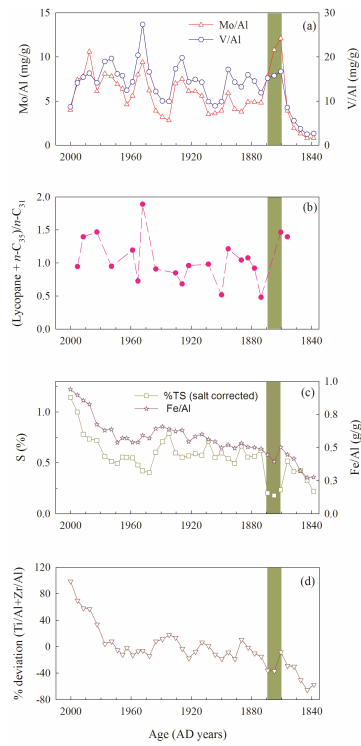 (a)
Mo/Al
V/Al
Mo/Al (mg/g)
15
10
5
0
V/Al (mg/g)
30
20
10
0
2000 1960 1920 1880 1840
(b)
(Lycopane + n-C35)/n-C31
2.0
1.5
1.0
0.5
0.0
2000 1960 1920 1880 1840
(c)
%TS (salt corrected)
Fe/Al
S (%)
1.0
0.5
0.0
Fe/Al (g/g)
1.0
0.8
0.5
0.3
0.0
2000 1960 1920 1880 1840
(d)
% deviation (Ti/Al+Zr/Al)
120
80
40
0
-40
-80
2000 1960 1920 1880 1840
Age (AD years)